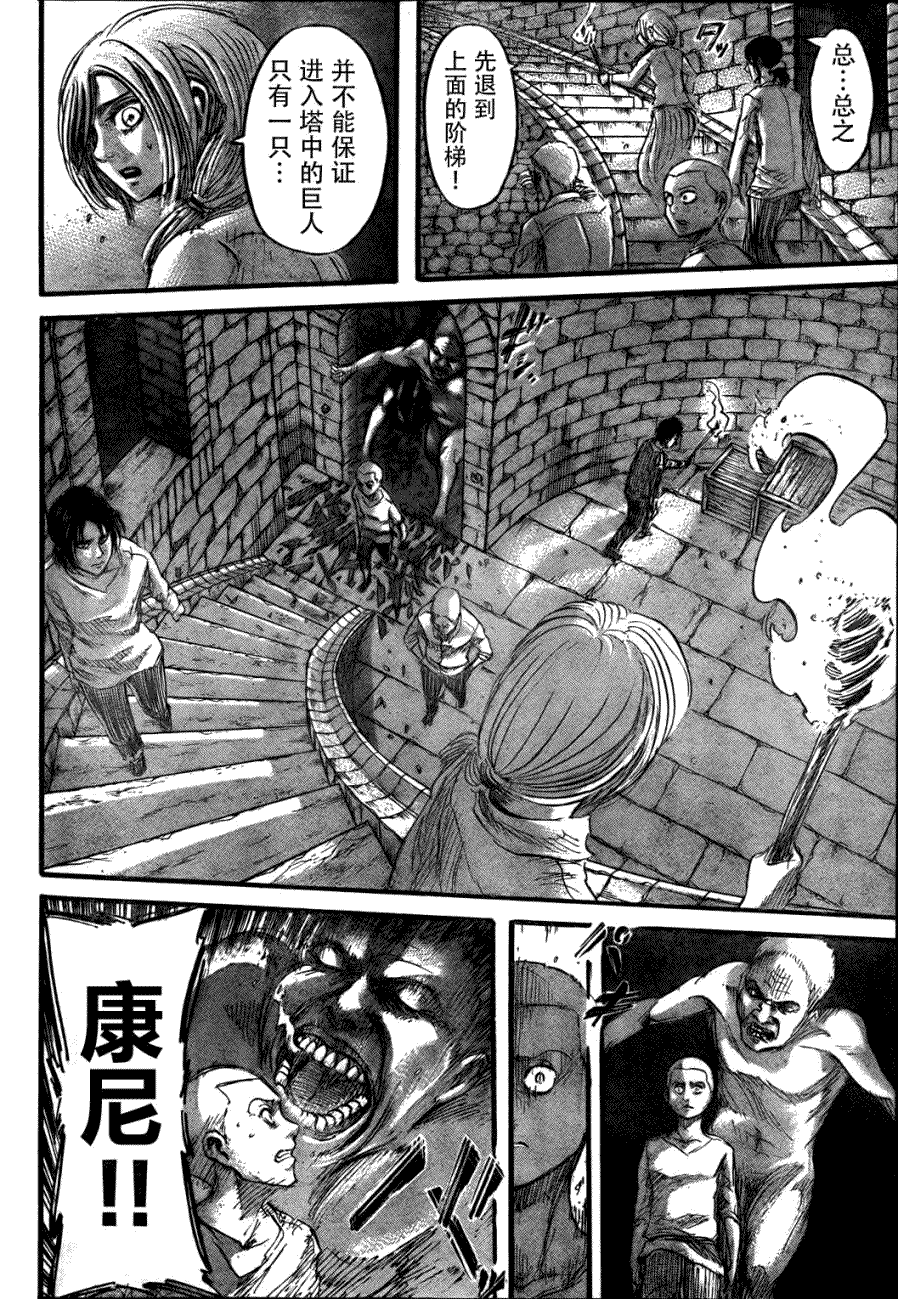 总…总之
先退到
上面的阶梯！
并不能保证
进入塔中的巨人
只有一只…
康尼!!